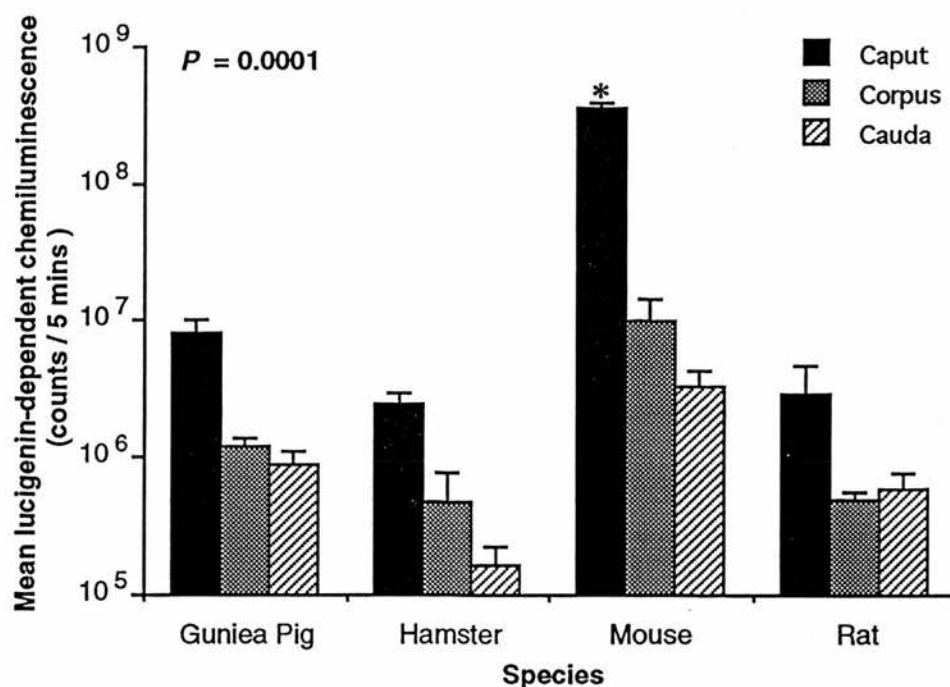 Mean lucigenin-dependent chemiluminescence
(counts / 5 mins )
10⁹
10⁸
10⁷
10⁶
10⁵
P = 0.0001
*
Caput
Corpus
Cauda
Guniea Pig
Hamster
Mouse
Rat
Species